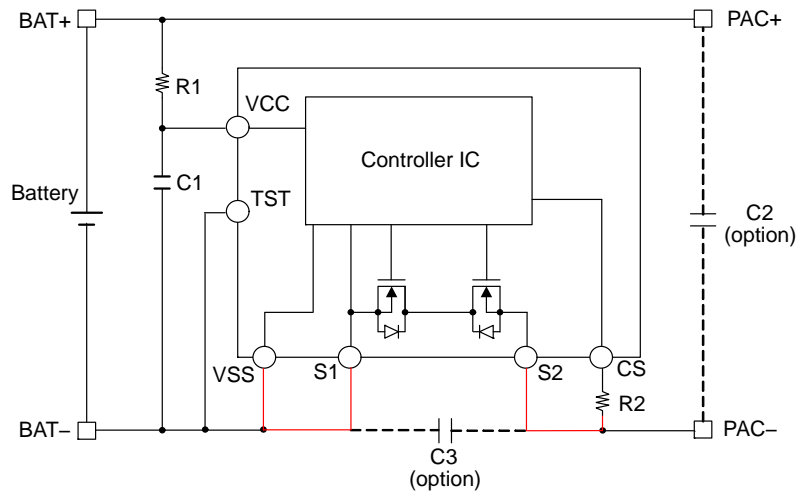 BAT+
PAC+
R1
VCC
Controller IC
C1
Battery
TST
C2
(option)
VSS
S1
S2
CS
R2
BAT–
PAC–
C3
(option)